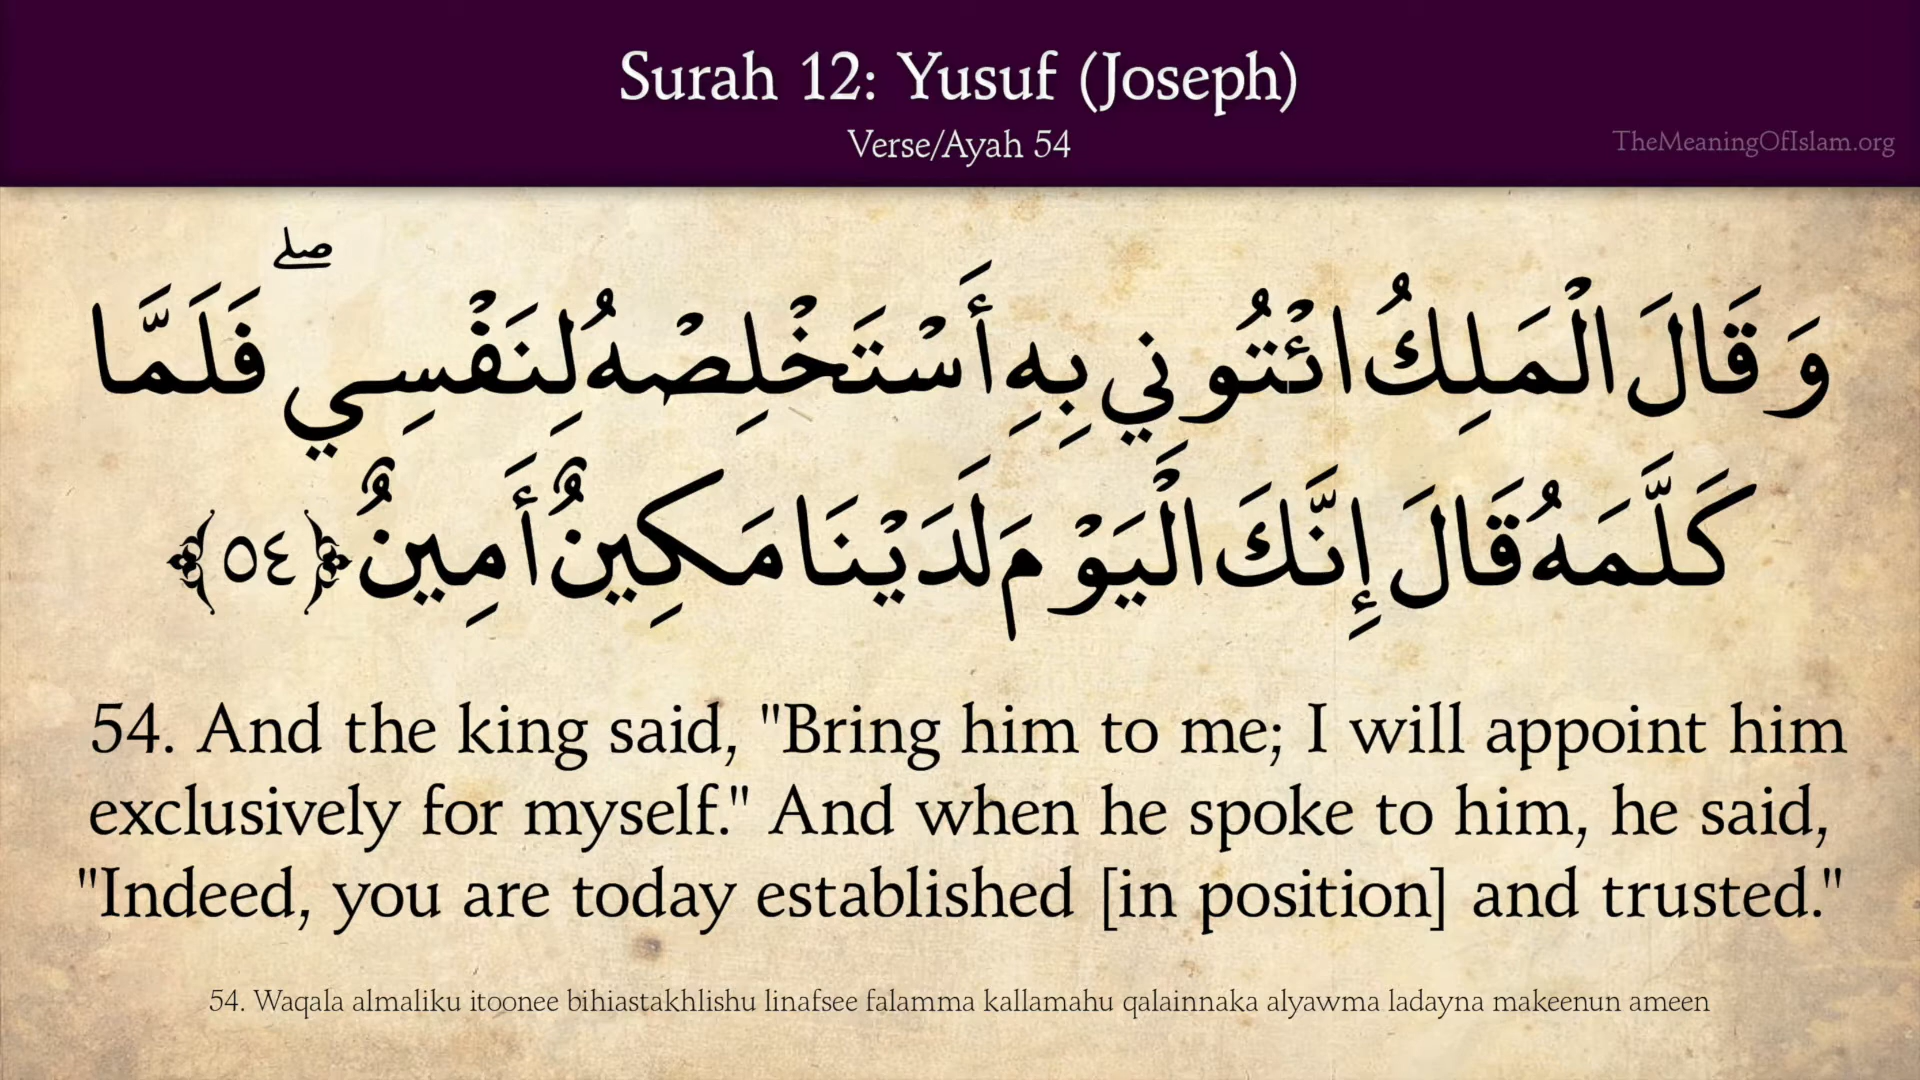 Surah 12: Yusuf (Joseph)
Verse/Ayah 54
TheMeaningOfIslam.org
وَقَالَ الْمَلِكُ ائْتُونِي بِهِ أَسْتَخْلِصْهُ لِنَفْسِي ۖ فَلَمَّا
كَلَّمَهُ قَالَ إِنَّكَ الْيَوْمَ لَدَيْنَا مَكِينٌ أَمِينٌ ﴿٥٤﴾
54. And the king said, "Bring him to me; I will appoint him
exclusively for myself." And when he spoke to him, he said,
"Indeed, you are today established [in position] and trusted."
54. Waqala almaliku itoonee bihiastakhlishu linafsee falamma kallamahu qalainnaka alyawma ladayna makeenun ameen